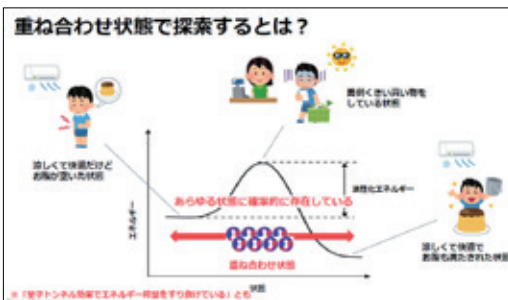 重ね合わせ状態で探索するとは?
面倒くさい買い物を
している状態
涼しくて快適だけど
お腹が空いた状態
あらゆる状態に確率的に存在している
活性化エネルギー
エネルギー
重ね合わせ状態
状態
涼しくて快適で
お腹も満たされた状態
※「量子トンネル効果でエネルギー障壁をすり抜けている」とも